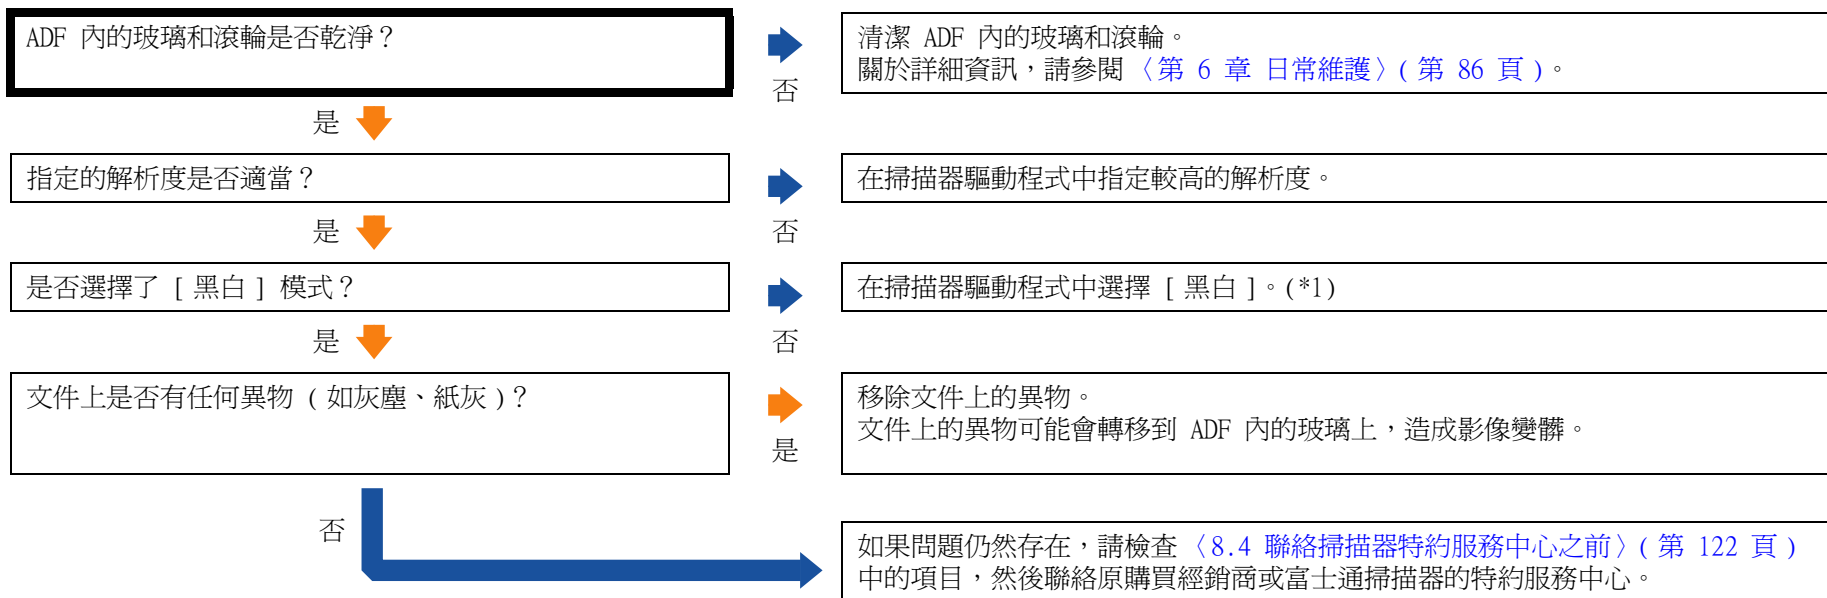 ADF 內的玻璃和滾輪是否乾淨？
清潔 ADF 內的玻璃和滾輪。
關於詳細資訊，請參閱〈第 6 章 日常維護〉( 第 86 頁 )。
否
是
指定的解析度是否適當？
在掃描器驅動程式中指定較高的解析度。
是
否
是否選擇了 [ 黑白 ] 模式？
在掃描器驅動程式中選擇 [ 黑白 ]。(*1)
是
否
文件上是否有任何異物 ( 如灰塵、紙灰 )？
移除文件上的異物。
文件上的異物可能會轉移到 ADF 內的玻璃上，造成影像變髒。
是
否
如果問題仍然存在，請檢查〈8.4 聯絡掃描器特約服務中心之前〉( 第 122 頁 )
中的項目，然後聯絡原購買經銷商或富士通掃描器的特約服務中心。